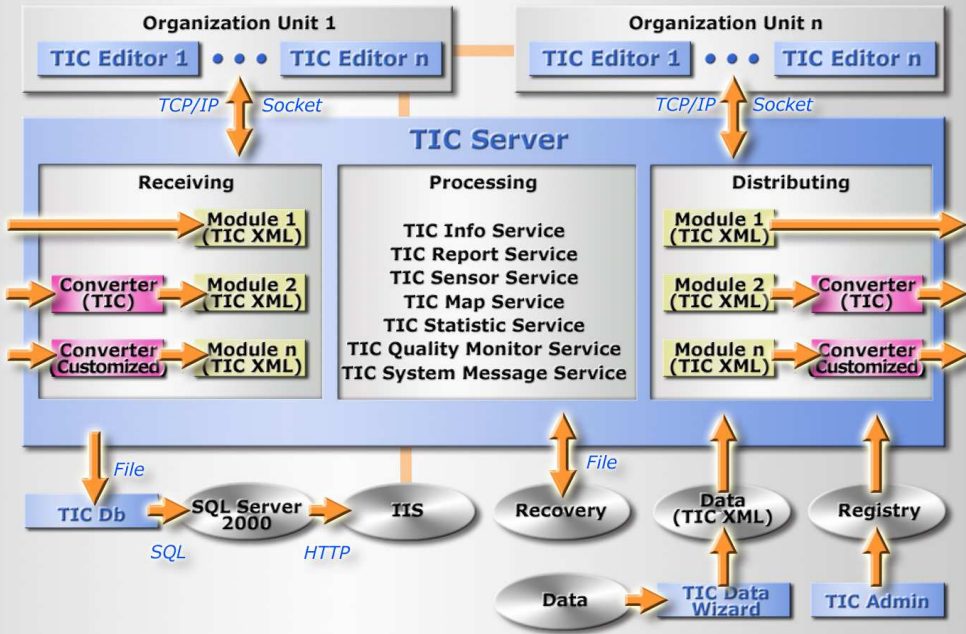 Organization Unit 1
Organization Unit n
TIC Editor 1 ••• TIC Editor n
TIC Editor 1 ••• TIC Editor n
TCP/IP Socket
TCP/IP Socket
TIC Server
Receiving
Module 1
(TIC XML)
Converter
(TIC)
Module 2
(TIC XML)
Converter
Customized
Module n
(TIC XML)
Processing
TIC Info Service
TIC Report Service
TIC Sensor Service
TIC Map Service
TIC Statistic Service
TIC Quality Monitor Service
TIC System Message Service
Distributing
Module 1
(TIC XML)
Module 2
(TIC XML)
Converter
(TIC)
Module n
(TIC XML)
Converter
Customized
File
File
TIC Db
SQL
SQL Server
2000
HTTP
IIS
Recovery
Data
(TIC XML)
Registry
Data
TIC Data
Wizard
TIC Admin